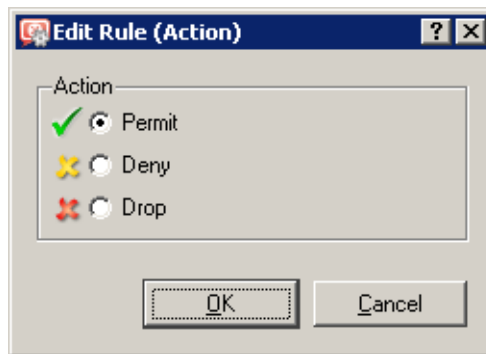 Edit Rule (Action)
? X
Action
Permit
Deny
Drop
OK
Cancel